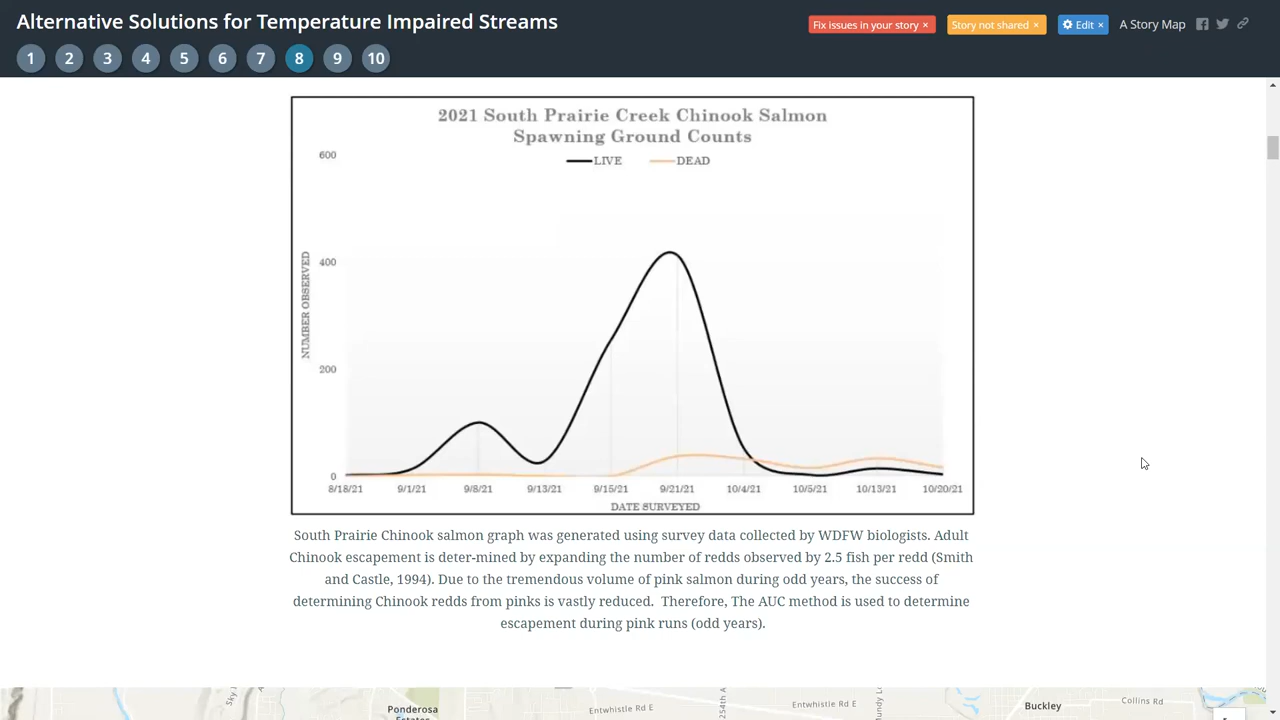 Alternative Solutions for Temperature Impaired Streams
Fix issues in your story ×
Story not shared ×
Edit ×
A Story Map
1 2 3 4 5 6 7 8 9 10
2021 South Prairie Creek Chinook Salmon
Spawning Ground Counts
LIVE DEAD
600
400
200
0
NUMBER OBSERVED
8/18/21 9/1/21 9/8/21 9/13/21 9/15/21 9/21/21 10/4/21 10/5/21 10/13/21 10/20/21
DATE SURVEYED
South Prairie Chinook salmon graph was generated using survey data collected by WDFW biologists. Adult
Chinook escapement is deter-mined by expanding the number of redds observed by 2.5 fish per redd (Smith
and Castle, 1994). Due to the tremendous volume of pink salmon during odd years, the success of
determining Chinook redds from pinks is vastly reduced. Therefore, The AUC method is used to determine
escapement during pink runs (odd years).
Ponderosa
Estates
Entwhistle Rd E
254th A
Entwhistle Rd E
Buckley
Collins Rd